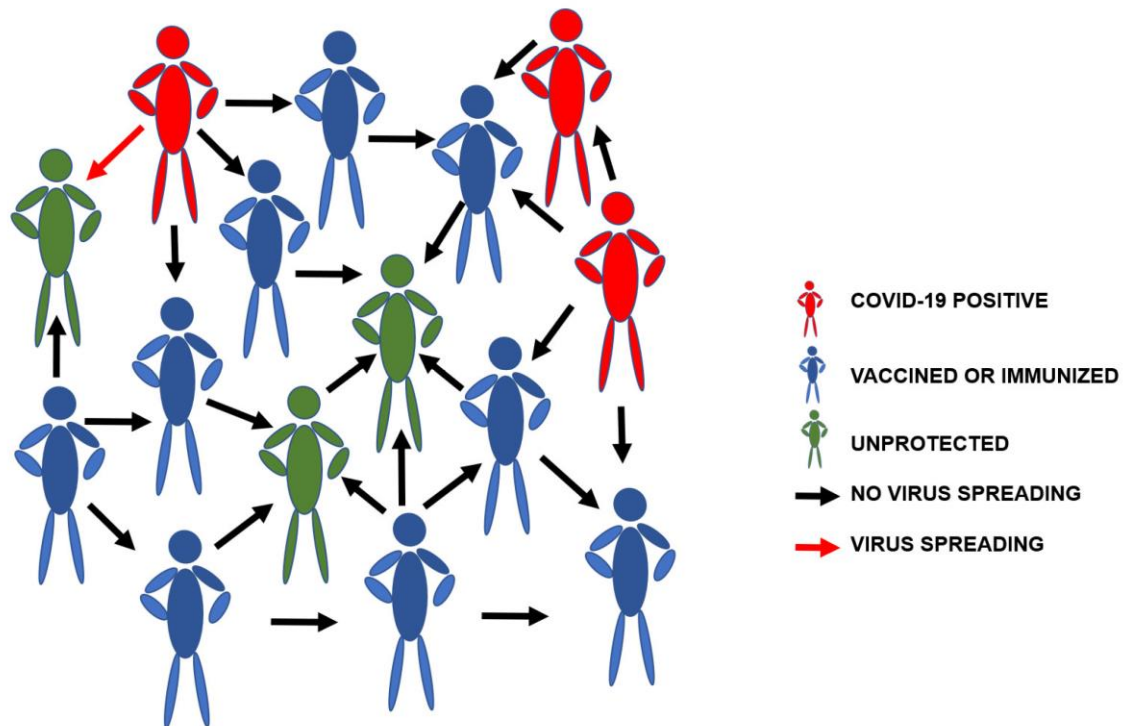 COVID-19 POSITIVE
VACCINED OR IMMUNIZED
UNPROTECTED
NO VIRUS SPREADING
VIRUS SPREADING